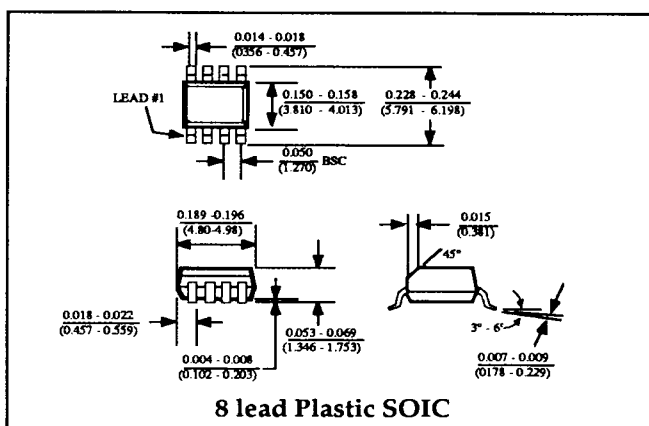 0.014 - 0.018
(0356 - 0.457)
LEAD #1
0.150 - 0.158
(3.810 - 4.013)
0.228 - 0.244
(5.791 - 6.198)
0.050
(1.270)
BSC
0.189 -0.196
(4.80-4.98)
0.015
(0.381)
45°
0.018 - 0.022
(0.457 - 0.559)
0.053 - 0.069
(1.346 - 1.753)
3° - 6°
0.004 - 0.008
(0.102 - 0.203)
0.007 - 0.009
(0178 - 0.229)
8 lead Plastic SOIC